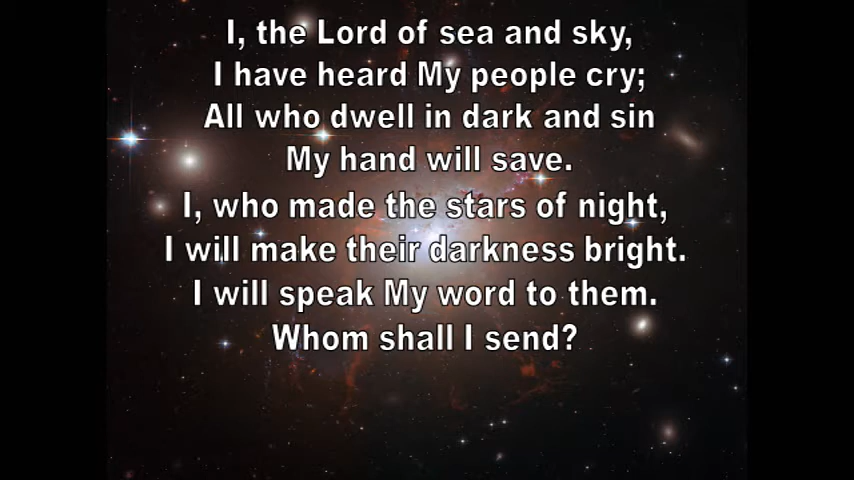 I, the Lord of sea and sky,
I have heard My people cry;
All who dwell in dark and sin
My hand will save.
I, who made the stars of night,
I will make their darkness bright.
I will speak My word to them.
Whom shall I send?